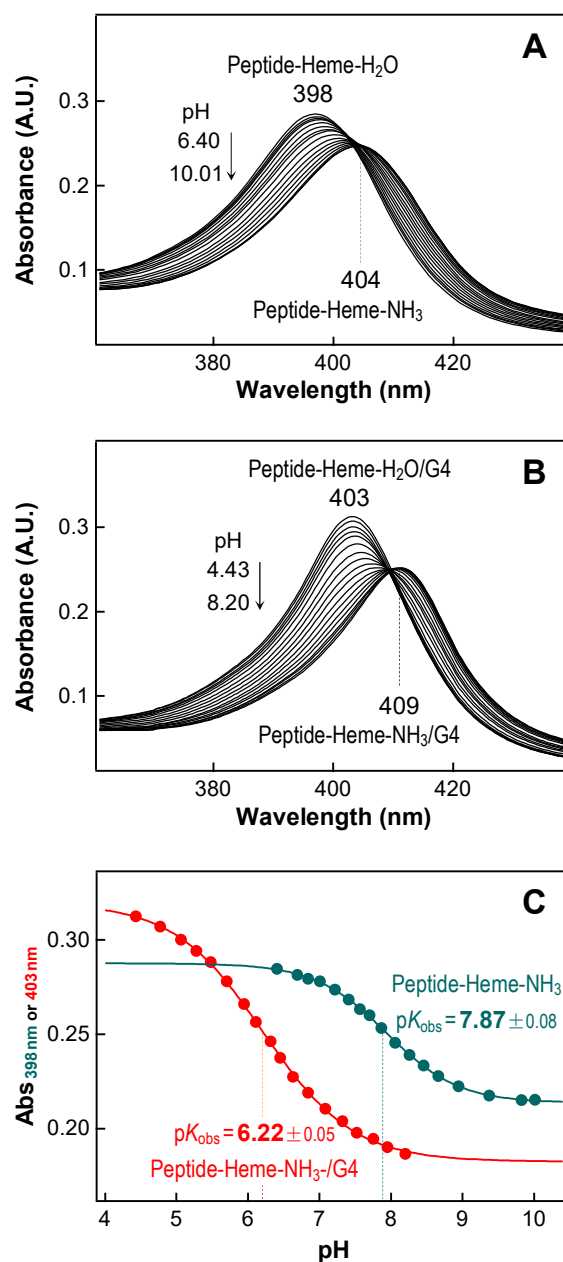 A
Peptide-Heme-H₂O
398
0.3
pH
6.40
10.01
0.2
0.1
404
Peptide-Heme-NH₃
Absorbance (A.U.)
380 400 420
Wavelength (nm)
B
Peptide-Heme-H₂O/G4
403
0.3
pH
4.43
8.20
0.2
0.1
409
Peptide-Heme-NH₃/G4
Absorbance (A.U.)
380 400 420
Wavelength (nm)
C
0.30
Peptide-Heme-NH₃
pKobs = 7.87 ± 0.08
0.25
0.20
pKobs = 6.22 ± 0.05
Peptide-Heme-NH₃-/G4
Abs 398nm or 403nm
4 5 6 7 8 9 10
pH